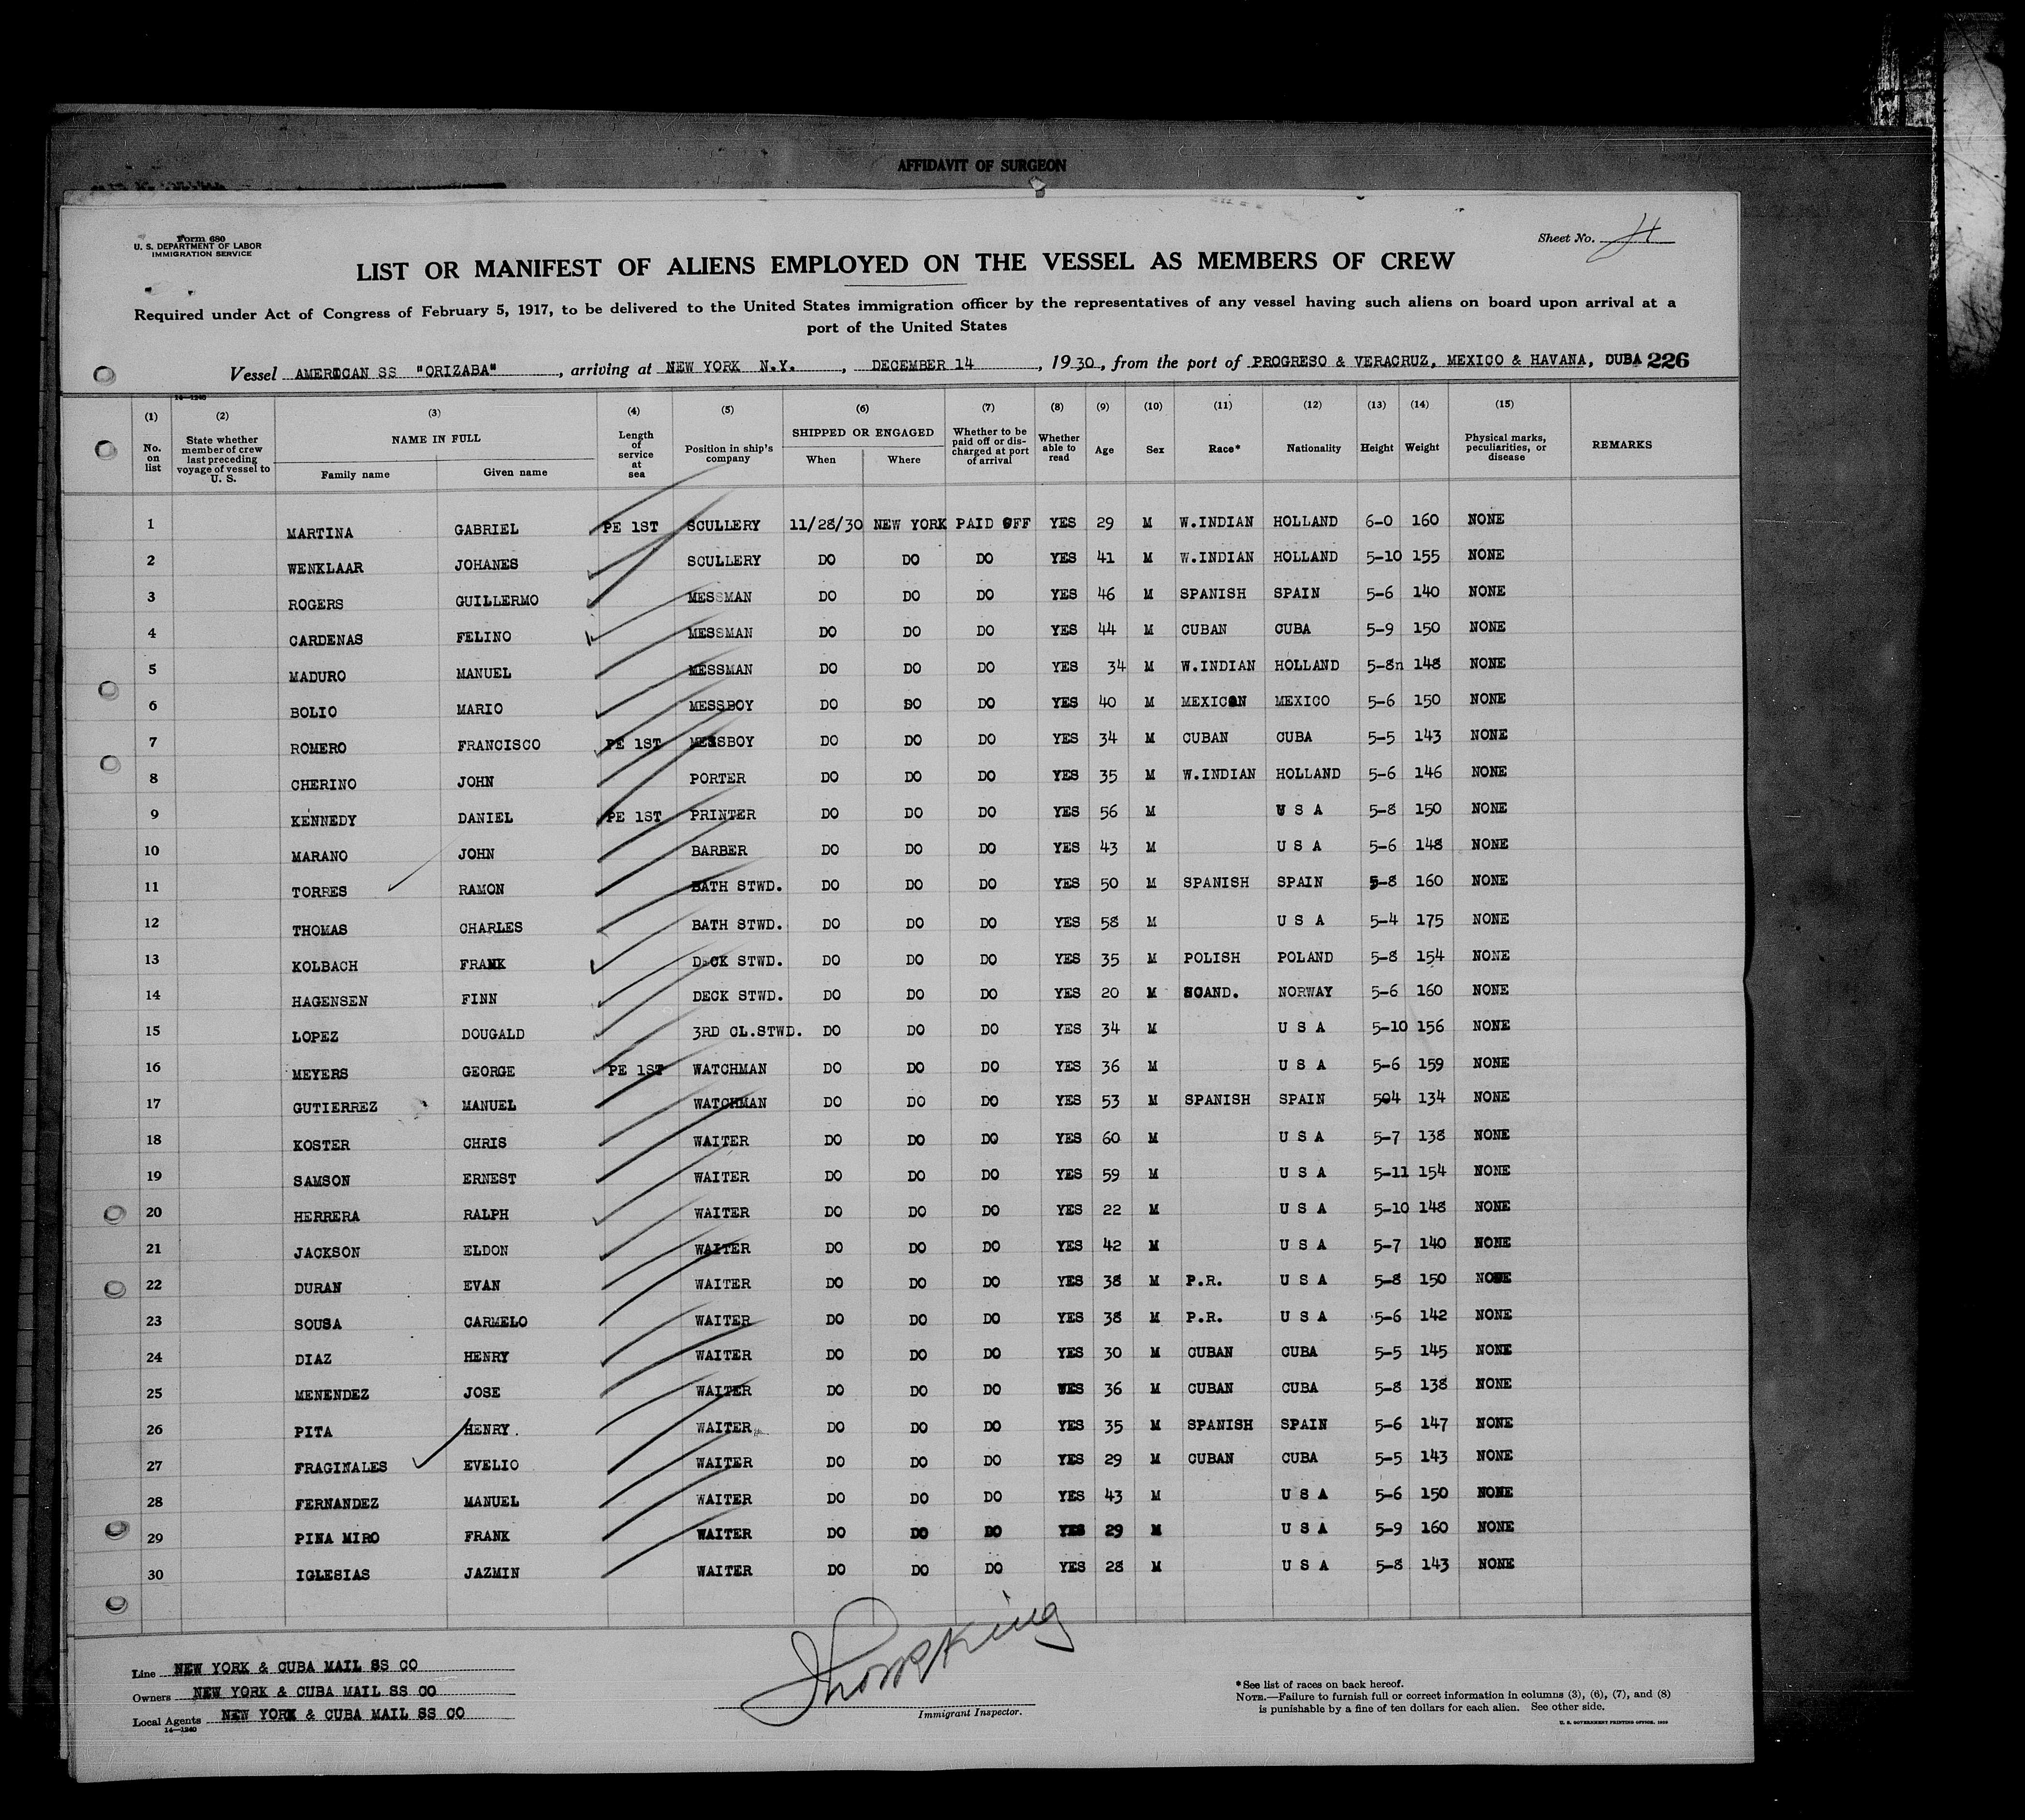 AFFIDAVIT OF SURGEON
Form 680
U. S. DEPARTMENT OF LABOR
IMMIGRATION SERVICE
Sheet No.
LIST OR MANIFEST OF ALIENS EMPLOYED ON THE VESSEL AS MEMBERS OF CREW
Required under Act of Congress of February 5, 1917, to be delivered to the United States immigration officer by the representatives of any vessel having such aliens on board upon arrival at a
port of the United States
Vessel AMERICAN SS "ORIZABA", arriving at NEW YORK N.Y., DECEMBER 14, 1930, from the port of PROGRESO & VERACRUZ, MEXICO & HAVANA, DUBA 226
14-1240
(1) (2) (3) (4) (5) (6) (7) (8) (9) (10) (11) (12) (13) (14) (15)
No. on list State whether member of crew last preceding voyage of vessel to U. S. NAME IN FULL Family name Given name Length of service at sea Position in ship's company SHIPPED OR ENGAGED When Where Whether to be paid off or discharged at port of arrival Whether able to read Age Sex Race* Nationality Height Weight Physical marks, peculiarities, or disease REMARKS
1 MARTINA GABRIEL PE 1ST SCULLERY 11/28/30 NEW YORK PAID OFF YES 29 M W.INDIAN HOLLAND 6-0 160 NONE
2 WENKLAAR JOHANES SCULLERY DO DO DO YES 41 M W.INDIAN HOLLAND 5-10 155 NONE
3 ROGERS GUILLERMO MESSMAN DO DO DO YES 46 M SPANISH SPAIN 5-6 140 NONE
4 CARDENAS FELINO MESSMAN DO DO DO YES 44 M CUBAN CUBA 5-9 150 NONE
5 MADURO MANUEL MESSMAN DO DO DO YES 34 M W.INDIAN HOLLAND 5-8n 148 NONE
6 BOLIO MARIO MESSBOY DO DO DO YES 40 M MEXICON MEXICO 5-6 150 NONE
7 ROMERO FRANCISCO PE 1ST MESSBOY DO DO DO YES 34 M CUBAN CUBA 5-5 143 NONE
8 CHERINO JOHN PORTER DO DO DO YES 35 M W.INDIAN HOLLAND 5-6 146 NONE
9 KENNEDY DANIEL PE 1ST PRINTER DO DO DO YES 56 M U S A 5-8 150 NONE
10 MARANO JOHN BARBER DO DO DO YES 43 M U S A 5-6 148 NONE
11 TORRES RAMON BATH STWD. DO DO DO YES 50 M SPANISH SPAIN 5-8 160 NONE
12 THOMAS CHARLES BATH STWD. DO DO DO YES 58 M U S A 5-4 175 NONE
13 KOLBACH FRANK DECK STWD. DO DO DO YES 35 M POLISH POLAND 5-8 154 NONE
14 HAGENSEN FINN DECK STWD. DO DO DO YES 20 M SCAND. NORWAY 5-6 160 NONE
15 LOPEZ DOUGALD 3RD CL.STWD. DO DO DO YES 34 M U S A 5-10 156 NONE
16 MEYERS GEORGE PE 1ST WATCHMAN DO DO DO YES 36 M U S A 5-6 159 NONE
17 GUTIERREZ MANUEL WATCHMAN DO DO DO YES 53 M SPANISH SPAIN 504 134 NONE
18 KOSTER CHRIS WAITER DO DO DO YES 60 M U S A 5-7 138 NONE
19 SAMSON ERNEST WAITER DO DO DO YES 59 M U S A 5-11 154 NONE
20 HERRERA RALPH WAITER DO DO DO YES 22 M U S A 5-10 148 NONE
21 JACKSON ELDON WAITER DO DO DO YES 42 M U S A 5-7 140 NONE
22 DURAN EVAN WAITER DO DO DO YES 38 M P.R. U S A 5-8 150 NONE
23 SOUSA CARMELO WAITER DO DO DO YES 38 M P.R. U S A 5-6 142 NONE
24 DIAZ HENRY WAITER DO DO DO YES 30 M CUBAN CUBA 5-5 145 NONE
25 MENENDEZ JOSE WAITER DO DO DO YES 36 M CUBAN CUBA 5-8 138 NONE
26 PITA HENRY. WAITER DO DO DO YES 35 M SPANISH SPAIN 5-6 147 NONE
27 FRAGINALES EVELIO WAITER DO DO DO YES 29 M CUBAN CUBA 5-5 143 NONE
28 FERNANDEZ MANUEL WAITER DO DO DO YES 43 M U S A 5-6 150 NONE
29 PINA MIRO FRANK WAITER DO DO DO YES 29 M U S A 5-9 160 NONE
30 IGLESIAS JAZMIN WAITER DO DO DO YES 28 M U S A 5-8 143 NONE
Line NEW YORK & CUBA MAIL SS CO
Owners NEW YORK & CUBA MAIL SS CO
Local Agents NEW YORK & CUBA MAIL SS CO
14-1240
Immigrant Inspector.
*See list of races on back hereof.
NOTE.—Failure to furnish full or correct information in columns (3), (6), (7), and (8)
is punishable by a fine of ten dollars for each alien. See other side.